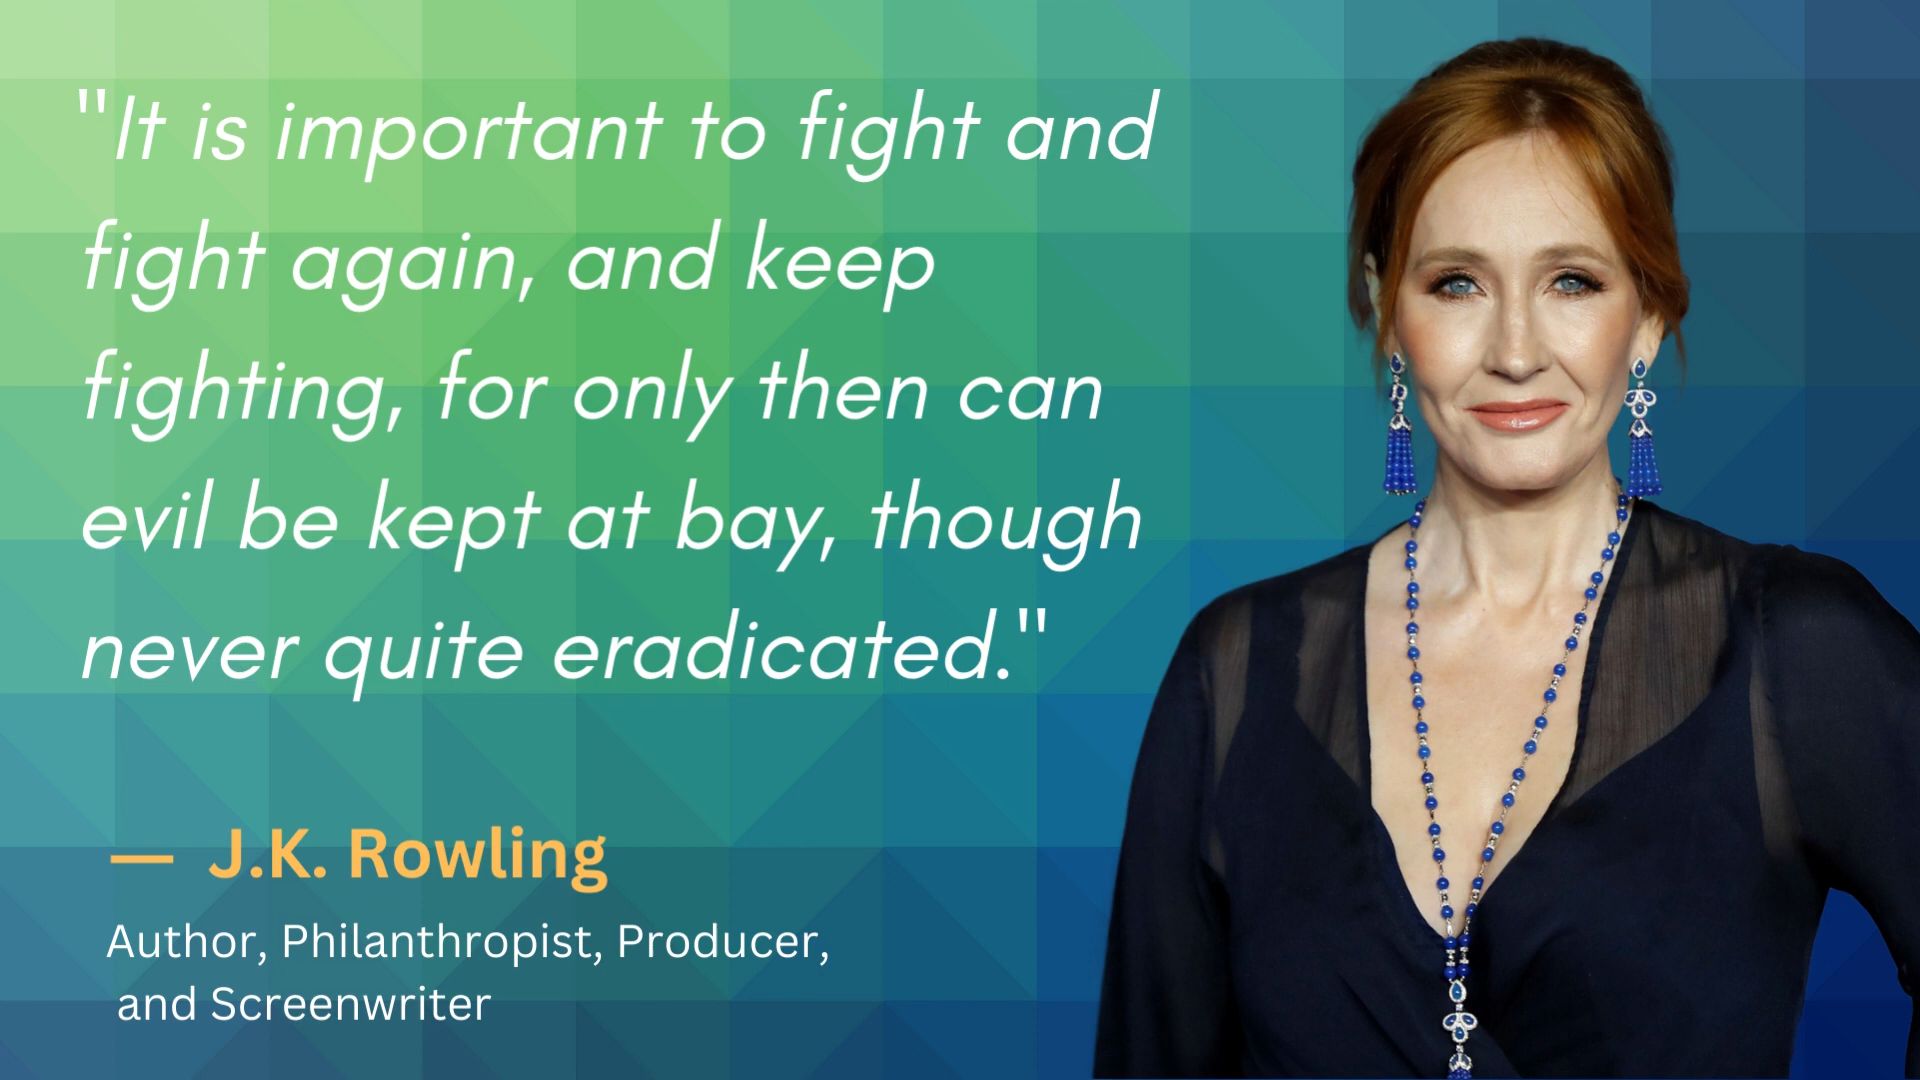 "It is important to fight and
fight again, and keep
fighting, for only then can
evil be kept at bay, though
never quite eradicated."
— J.K. Rowling
Author, Philanthropist, Producer,
and Screenwriter